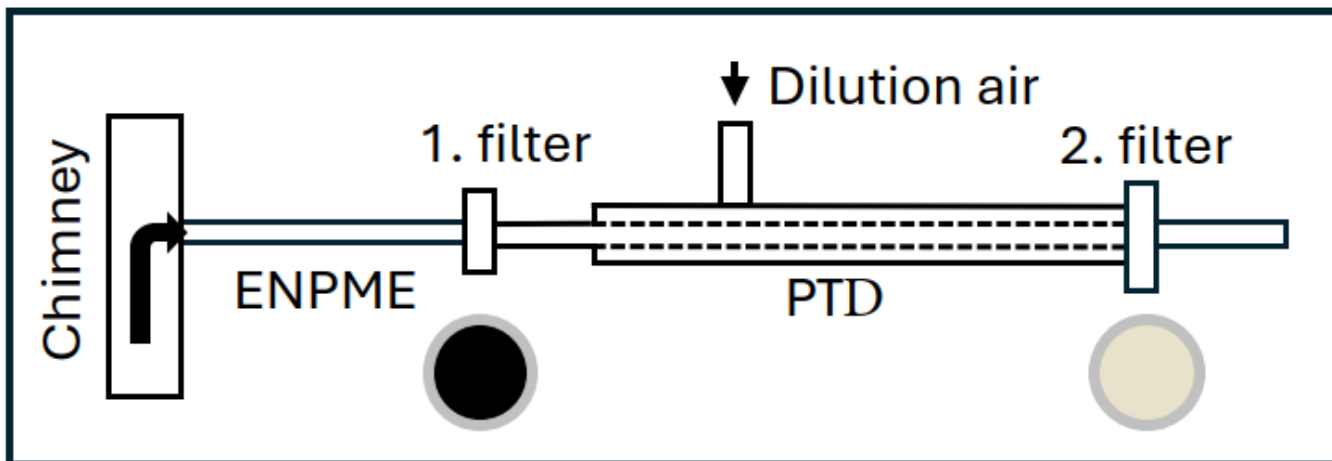 Dilution air
1. filter
2. filter
Chimney
ENPME
PTD